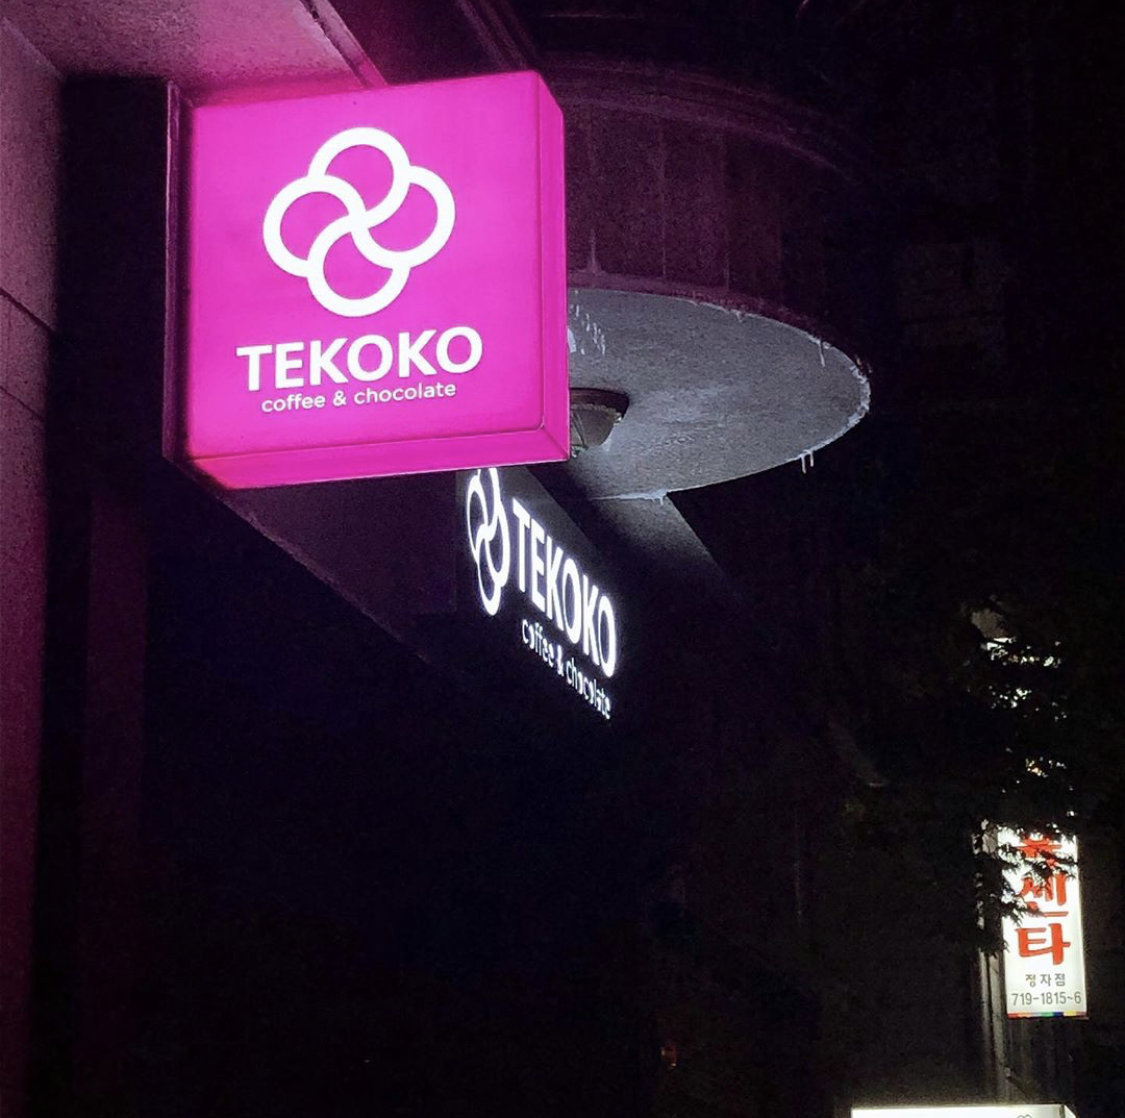 TEKOKO
coffee & chocolate
TEKOKO
coffee & chocolate
센
타
정자점
719-1815~6